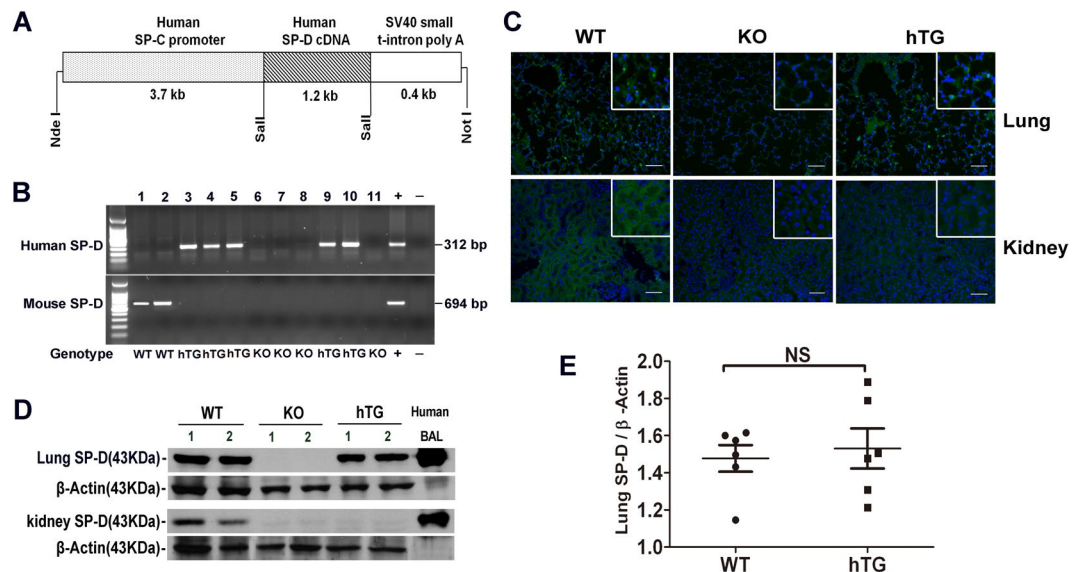 A
Human
SP-C promoter
Human
SP-D cDNA
SV40 small
t-intron poly A
3.7 kb
1.2 kb
0.4 kb
Nde I
SalI
SalI
Not I
B
1 2 3 4 5 6 7 8 9 10 11 + –
Human SP-D
312 bp
Mouse SP-D
694 bp
Genotype WT WT hTG hTG hTG KO KO KO hTG hTG KO + –
C
WT KO hTG
Lung
Kidney
D
WT KO hTG Human
1 2 1 2 1 2 BAL
Lung SP-D(43KDa)-
β-Actin(43KDa)-
kidney SP-D(43KDa)-
β-Actin(43KDa)-
E
Lung SP-D / β -Actin
2.0
1.8
1.6
1.4
1.2
1.0
NS
WT hTG